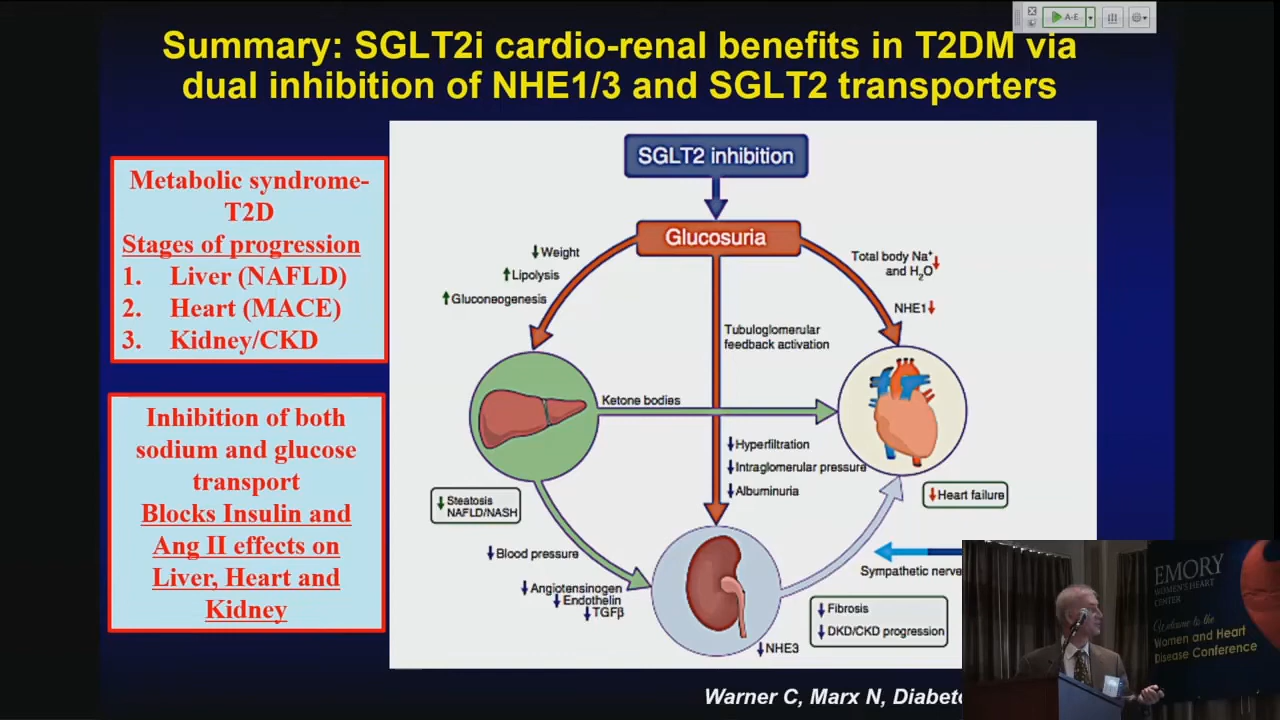 A-E
Summary: SGLT2i cardio-renal benefits in T2DM via
dual inhibition of NHE1/3 and SGLT2 transporters
Metabolic syndrome-
T2D
Stages of progression
1. Liver (NAFLD)
2. Heart (MACE)
3. Kidney/CKD
Inhibition of both
sodium and glucose
transport
Blocks Insulin and
Ang II effects on
Liver, Heart and
Kidney
SGLT2 inhibition
Glucosuria
↓Weight
↑Lipolysis
↑Gluconeogenesis
Total body Na⁺↓
and H₂O
NHE1↓
Tubuloglomerular
feedback activation
Ketone bodies
↓Hyperfiltration
↓Intraglomerular pressure
↓Albuminuria
↓Steatosis
NAFLD/NASH
↓Heart failure
↓Blood pressure
↓Angiotensinogen
↓Endothelin
↓TGFβ
Sympathetic nerve
↓Fibrosis
↓DKD/CKD progression
↓NHE3
Warner C, Marx N,
EMORY
WOMEN'S HEART
CENTER
Welcome to the
Women and Heart
Disease Conference